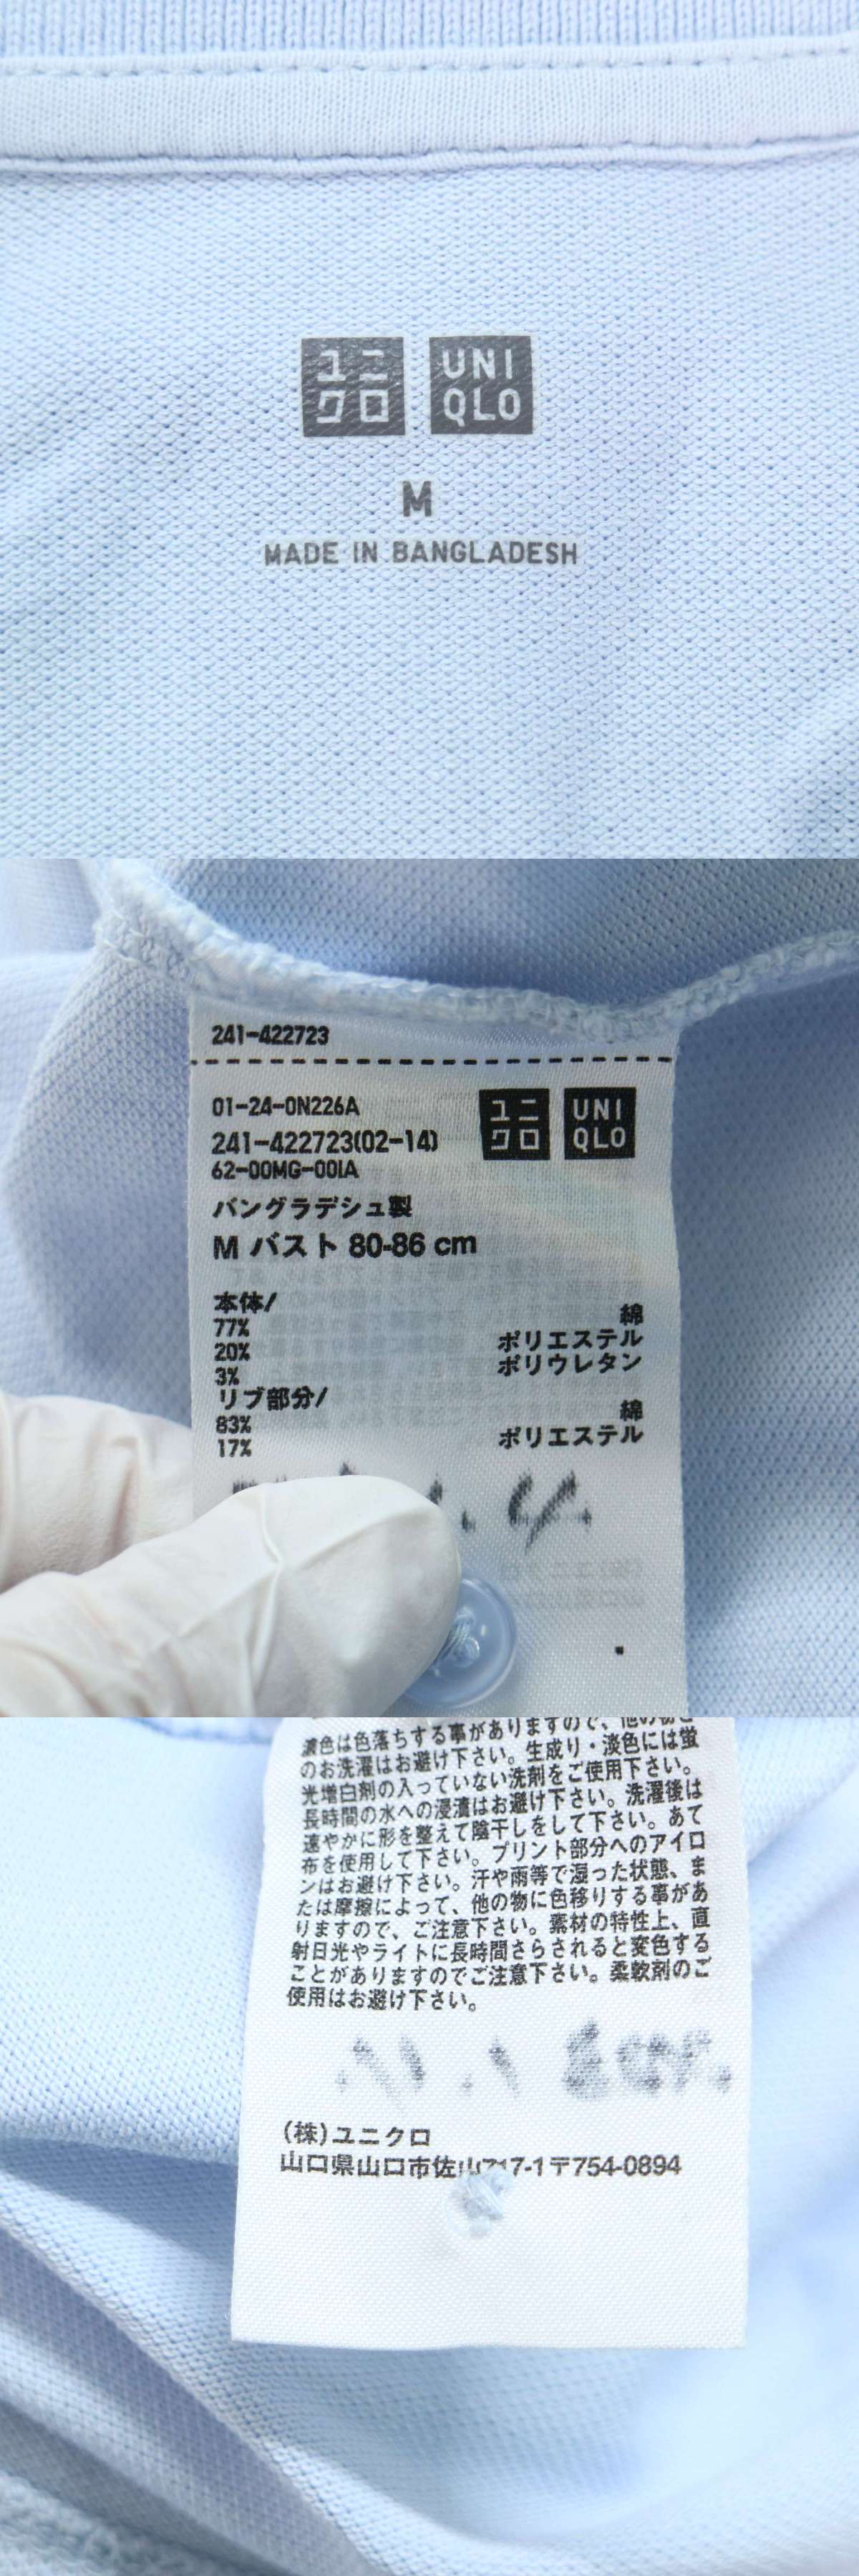 ユニ
クロ
UNI
QLO
M
MADE IN BANGLADESH
241-422723
01-24-0N226A
241-422723(02-14)
62-00MG-00IA
ユニ
クロ
UNI
QLO
バングラデシュ製
M バスト 80-86 cm
本体/
77% 綿
20% ポリエステル
3% ポリウレタン
リブ部分/
83% 綿
17% ポリエステル
濃色は色落ちする事がありますので、他の物と
のお洗濯はお避け下さい。生成り・淡色には蛍
光増白剤の入っていない洗剤をご使用下さい。
長時間の水への浸漬はお避け下さい。洗濯後は
速やかに形を整えて陰干しをして下さい。あて
布を使用して下さい。プリント部分へのアイロ
ンはお避け下さい。汗や雨等で湿った状態、ま
たは摩擦によって、他の物に色移りする事があ
りますので、ご注意下さい。素材の特性上、直
射日光やライトに長時間さらされると変色する
ことがありますのでご注意下さい。柔軟剤のご
使用はお避け下さい。
(株)ユニクロ
山口県山口市佐山717-1〒754-0894